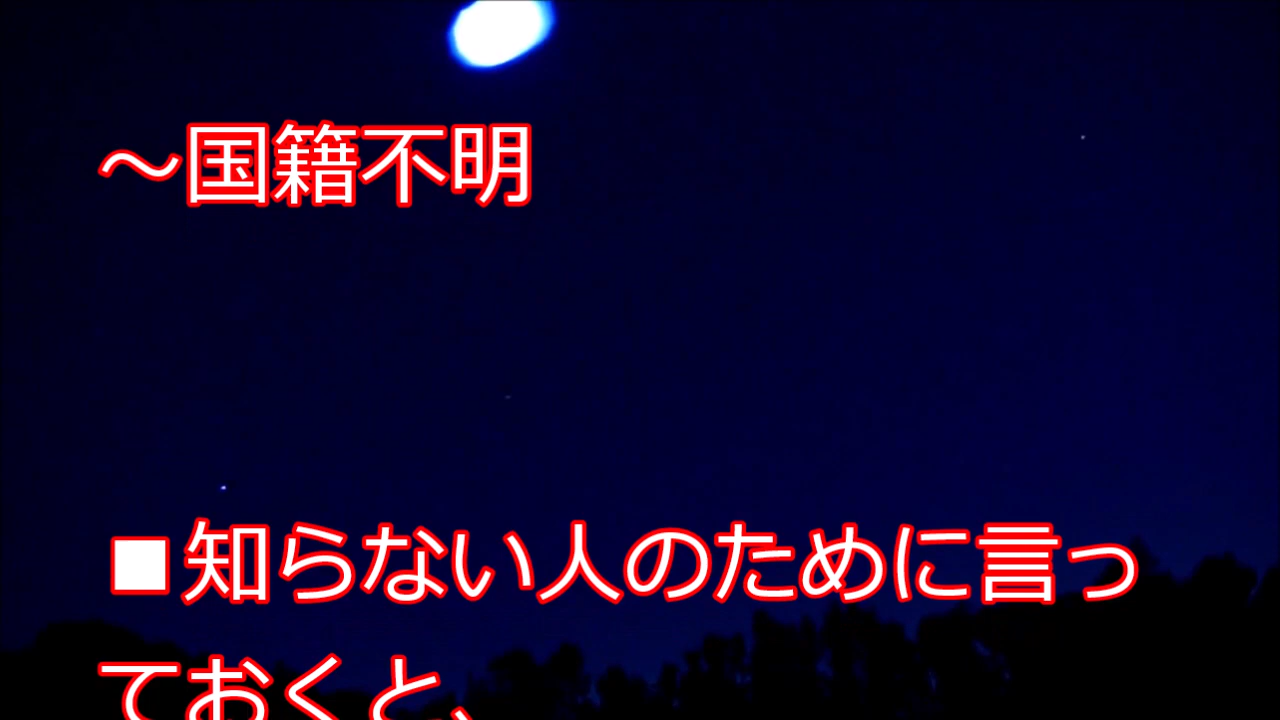 ～国籍不明
■知らない人のために言っ
ておくと、